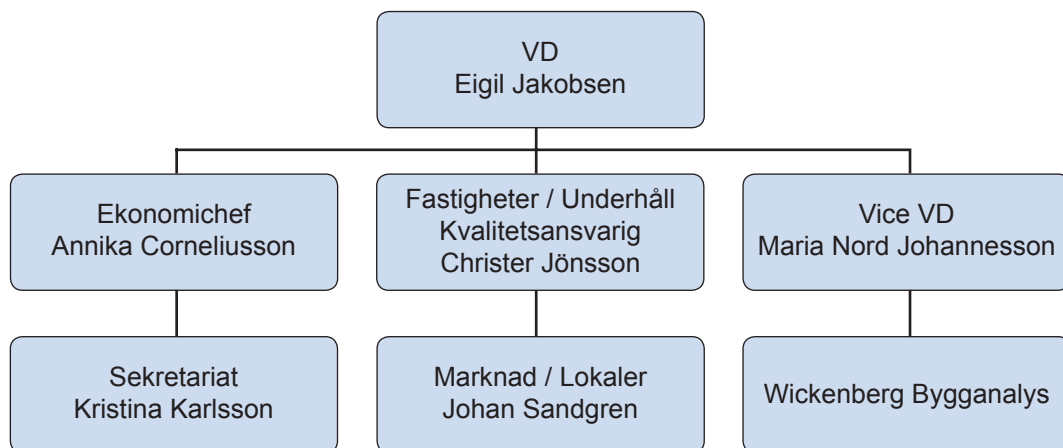 VD
Eigil Jakobsen
Ekonomichef
Annika Corneliusson
Fastigheter / Underhåll
Kvalitetsansvarig
Christer Jönsson
Vice VD
Maria Nord Johannesson
Sekretariat
Kristina Karlsson
Marknad / Lokaler
Johan Sandgren
Wickenberg Bygganalys